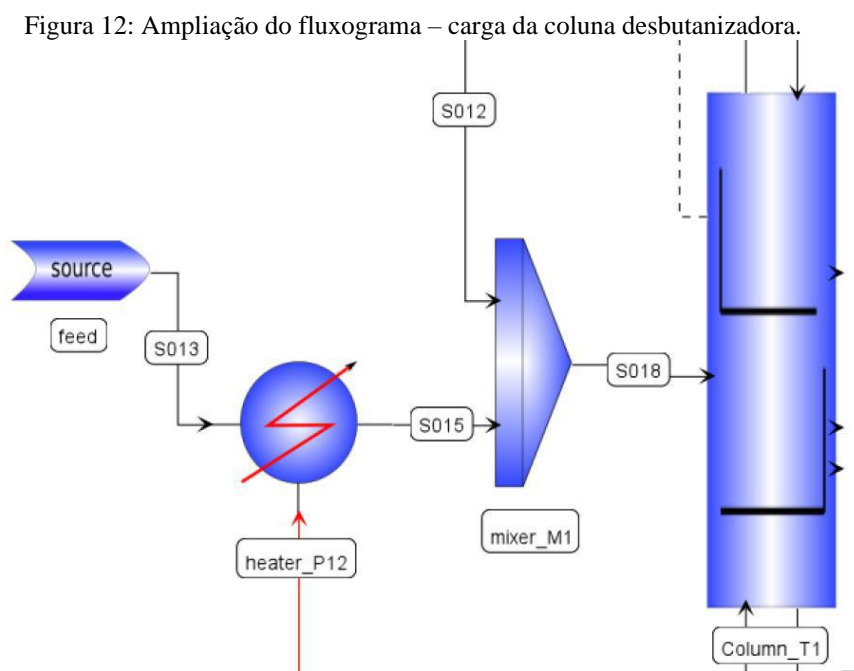 Figura 12: Ampliação do fluxograma – carga da coluna desbutanizadora.
S012
source
feed
S013
S018
S015
mixer_M1
heater_P12
Column_T1